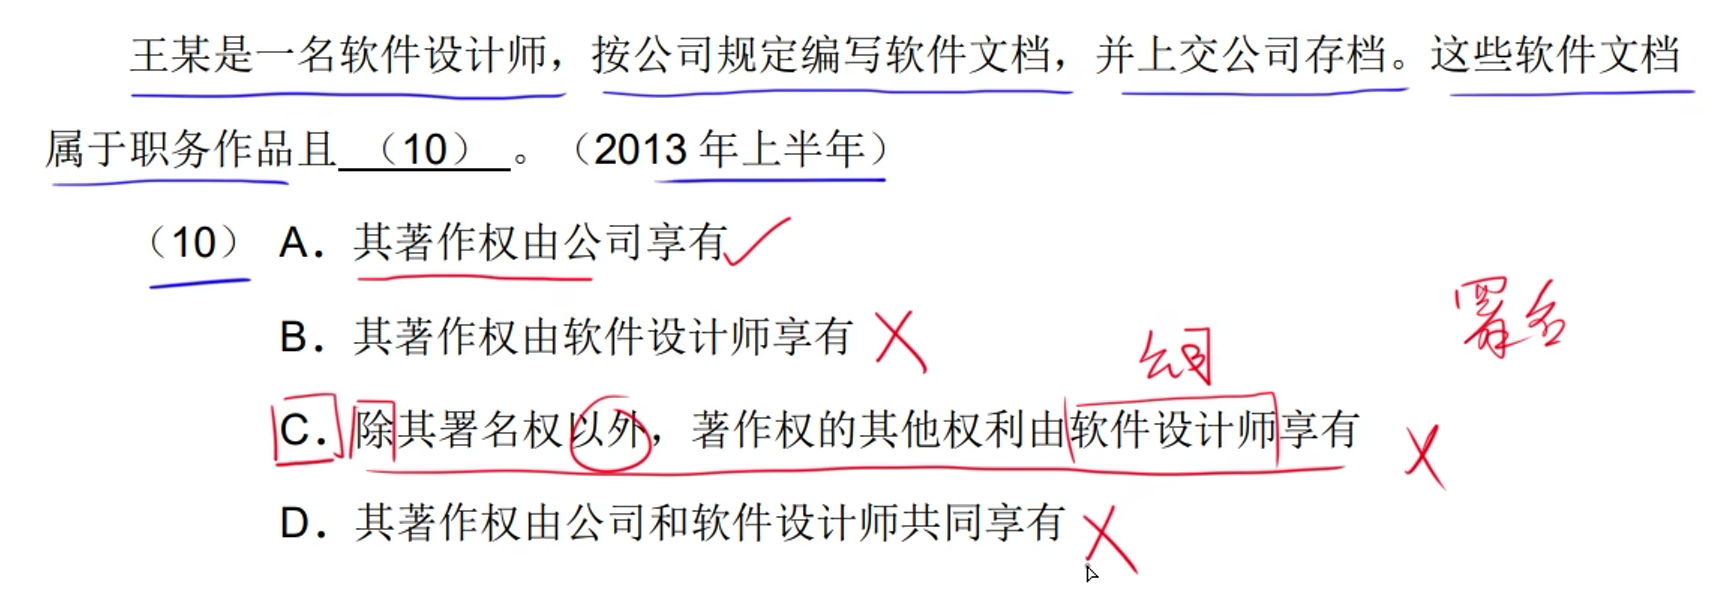 王某是一名软件设计师，按公司规定编写软件文档，并上交公司存档。这些软件文档
属于职务作品且 （10） 。（2013 年上半年）
（10） A．其著作权由公司享有
B．其著作权由软件设计师享有
公司
署名
C．除其署名权以外，著作权的其他权利由软件设计师享有
D．其著作权由公司和软件设计师共同享有